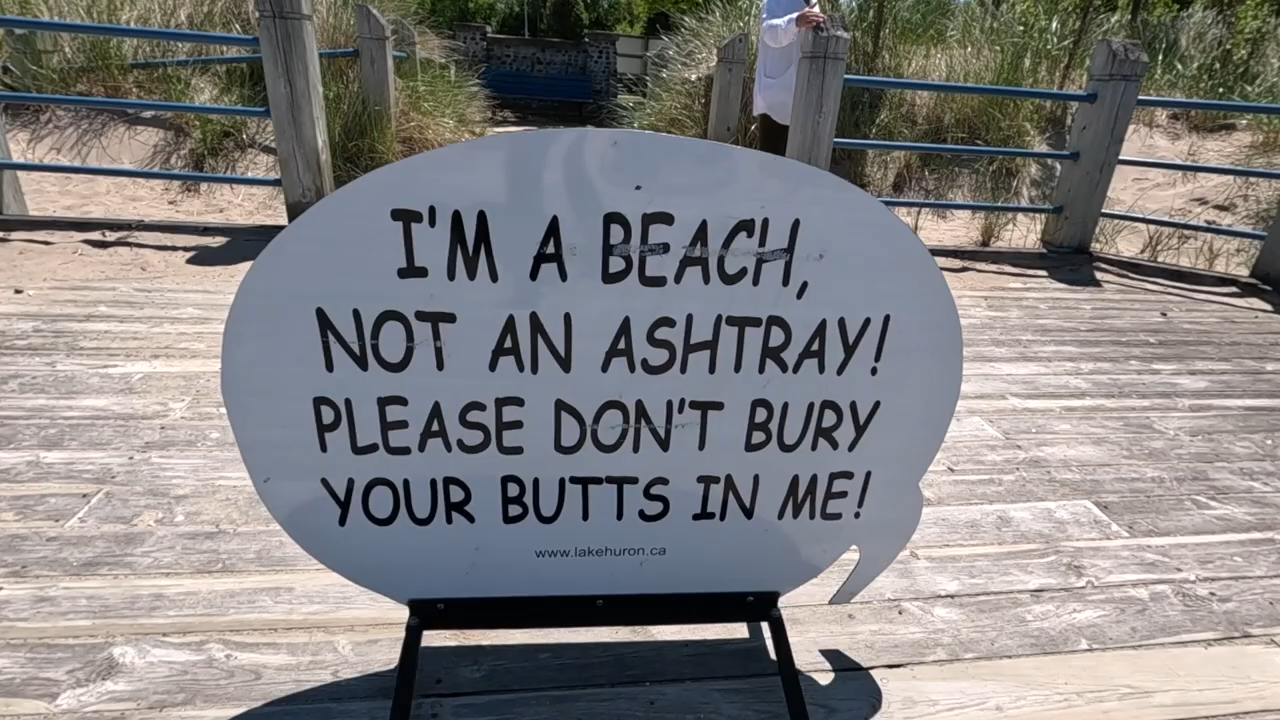 I'M A BEACH,
NOT AN ASHTRAY!
PLEASE DON'T BURY
YOUR BUTTS IN ME!
www.lakehuron.ca